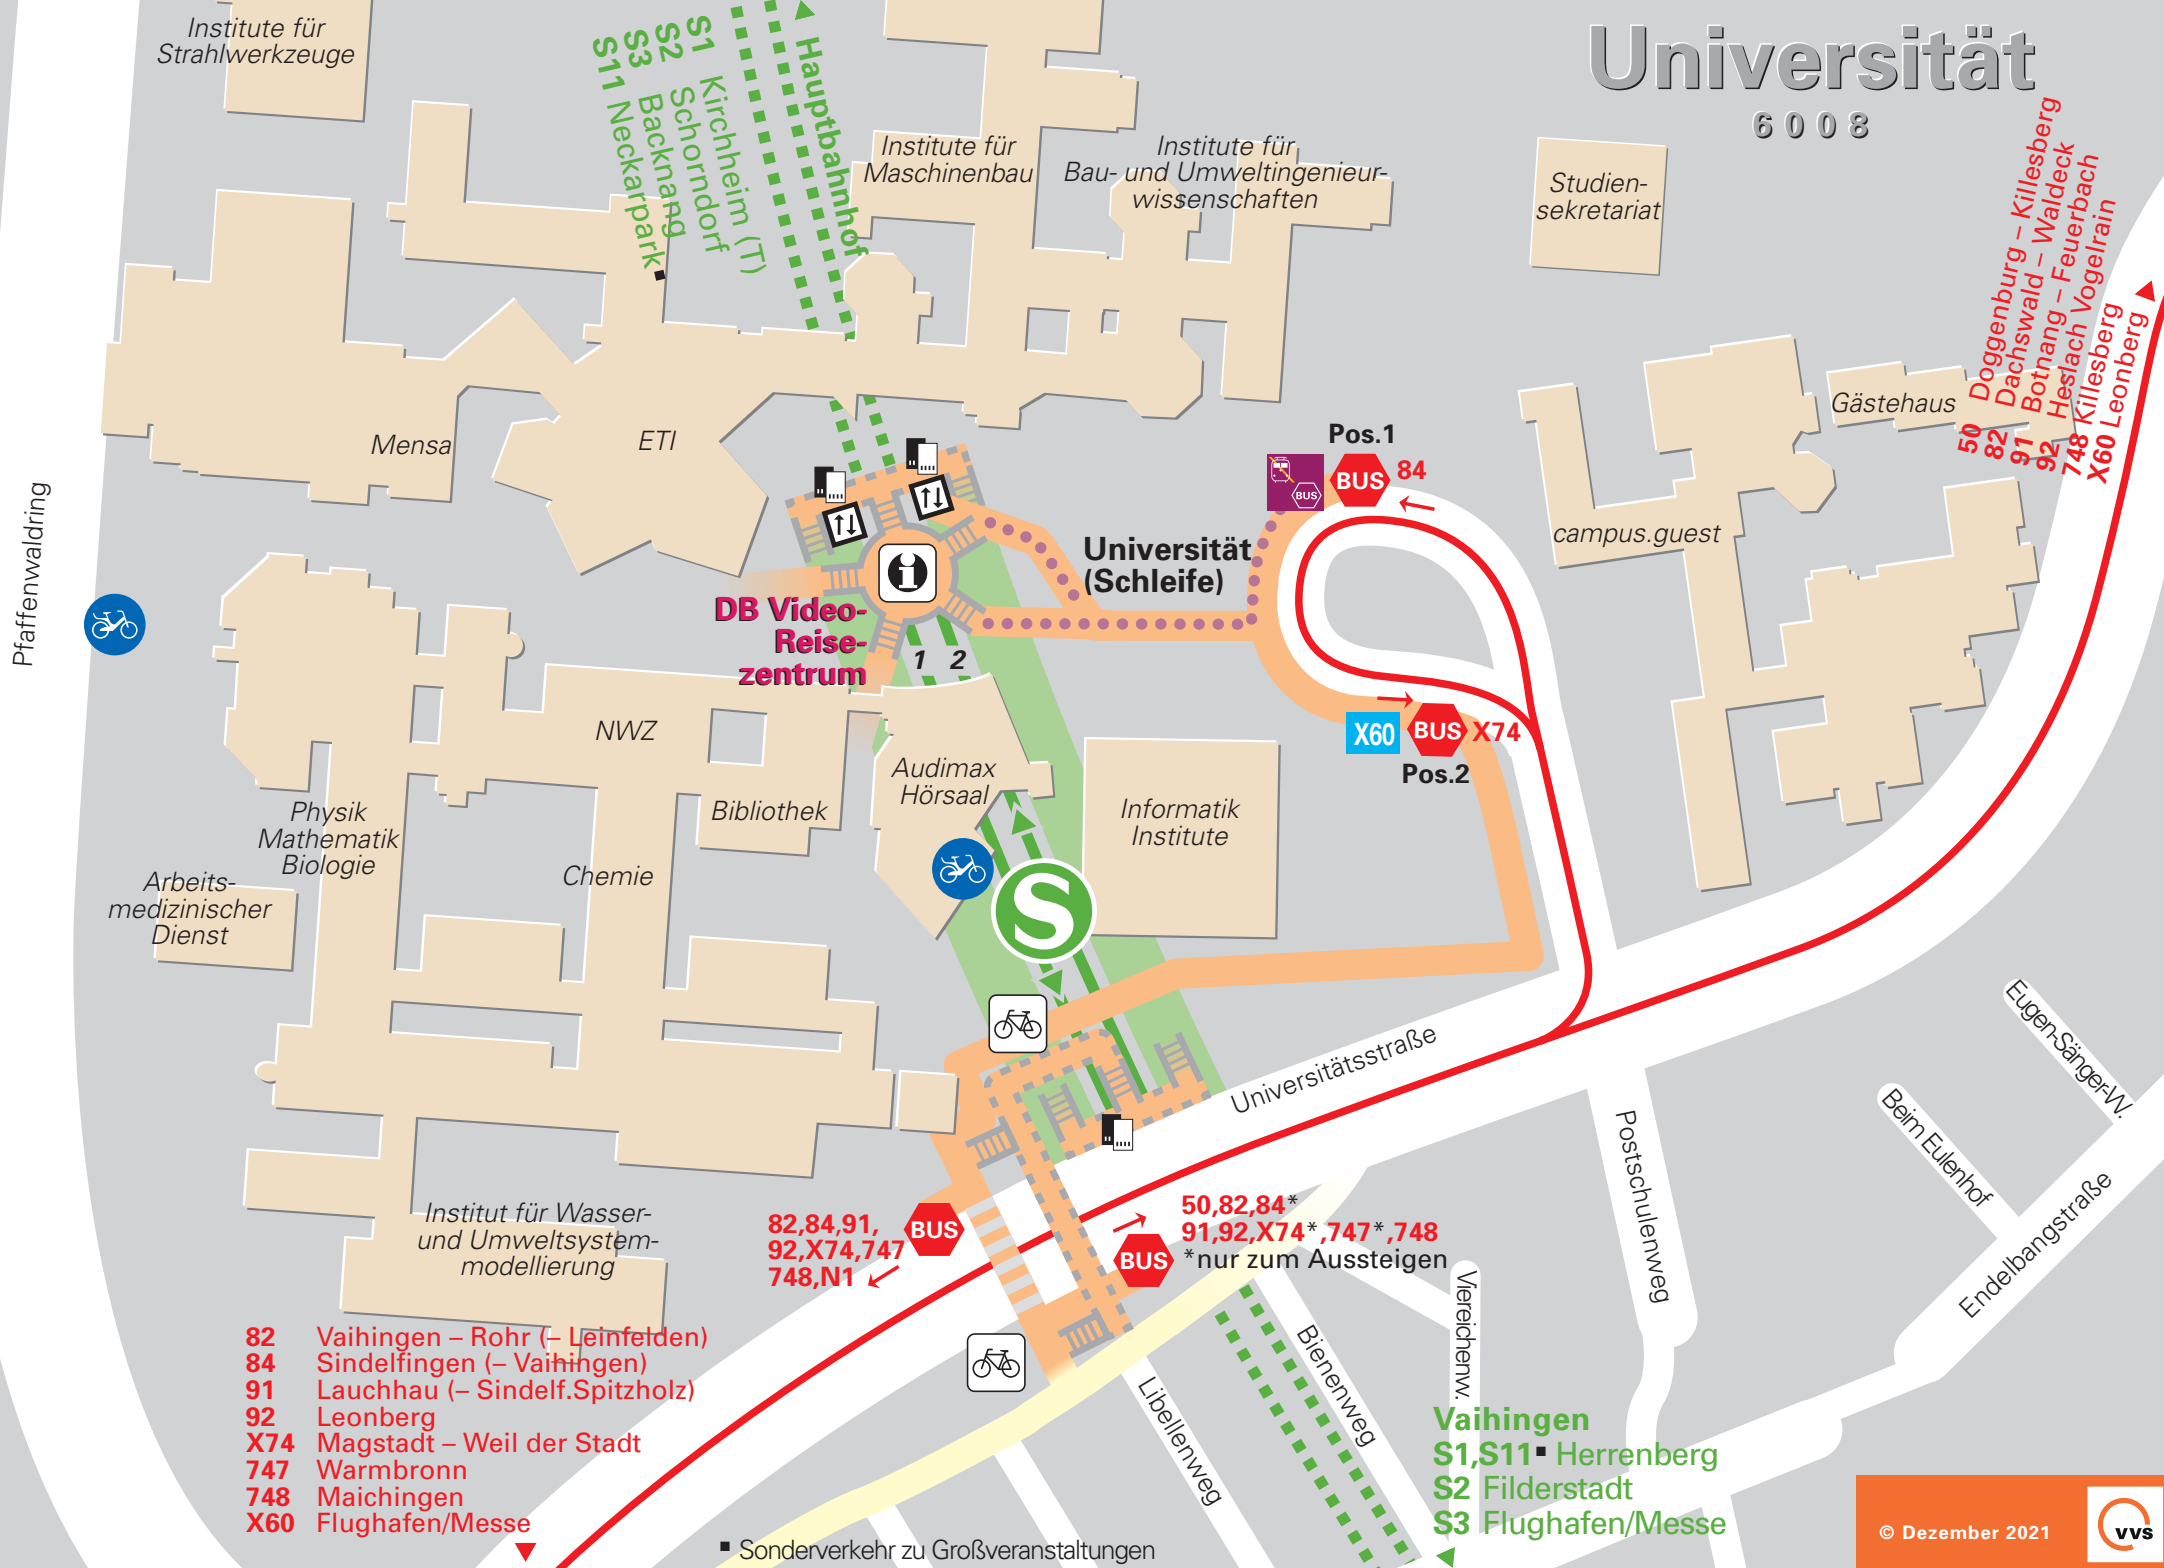 Universität
6008
Institute für
Strahlwerkzeuge
S1 Kirchheim (T)
S2 Schorndorf
S3 Backnang
S11 Neckarpark
Hauptbahnhof
Institute für
Maschinenbau
Institute für
Bau- und Umweltingenieur-
wissenschaften
Studien-
sekretariat
50 Doggenburg – Killesberg
82 Dachswald – Waldeck
91 Botnang – Feuerbach
92 Heslach Vogelrain
748 Killesberg
X60 Leonberg
Gästehaus
campus.guest
Mensa
ETI
Pfaffenwaldring
Pos.1
BUS
BUS 84
Universität
(Schleife)
i
DB Video-
Reise-
zentrum
1 2
X60 BUS X74
Pos.2
NWZ
Bibliothek
Audimax
Hörsaal
Informatik
Institute
Physik
Mathematik
Biologie
Chemie
Arbeits-
medizinischer
Dienst
S
Universitätsstraße
Eugen-Sänger-W.
Beim Eulenhof
Endelbangstraße
Postschulenweg
Viereichenw.
Bienenweg
Libellenweg
Institut für Wasser-
und Umweltsystem-
modellierung
82,84,91,
92,X74,747
748,N1
BUS
50,82,84*
91,92,X74*,747*,748
*nur zum Aussteigen
BUS
82 Vaihingen – Rohr (– Leinfelden)
84 Sindelfingen (– Vaihingen)
91 Lauchhau (– Sindelf.Spitzholz)
92 Leonberg
X74 Magstadt – Weil der Stadt
747 Warmbronn
748 Maichingen
X60 Flughafen/Messe
Vaihingen
S1,S11▪ Herrenberg
S2 Filderstadt
S3 Flughafen/Messe
▪ Sonderverkehr zu Großveranstaltungen
© Dezember 2021
vvs